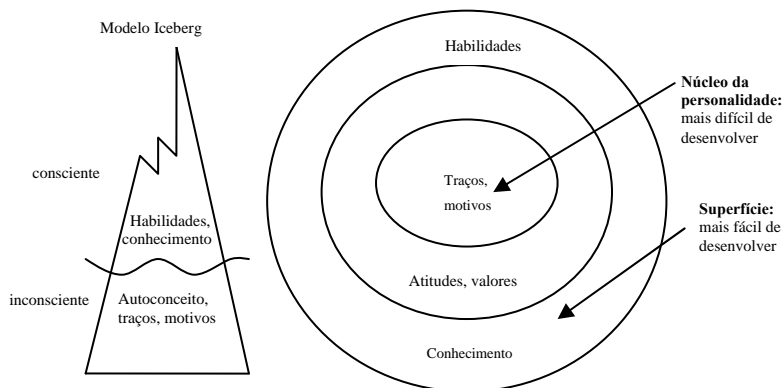 Modelo Iceberg
consciente
Habilidades,
conhecimento
inconsciente
Autoconceito,
traços, motivos
Habilidades
Traços,
motivos
Atitudes, valores
Conhecimento
Núcleo da
personalidade:
mais difícil de
desenvolver
Superfície:
mais fácil de
desenvolver